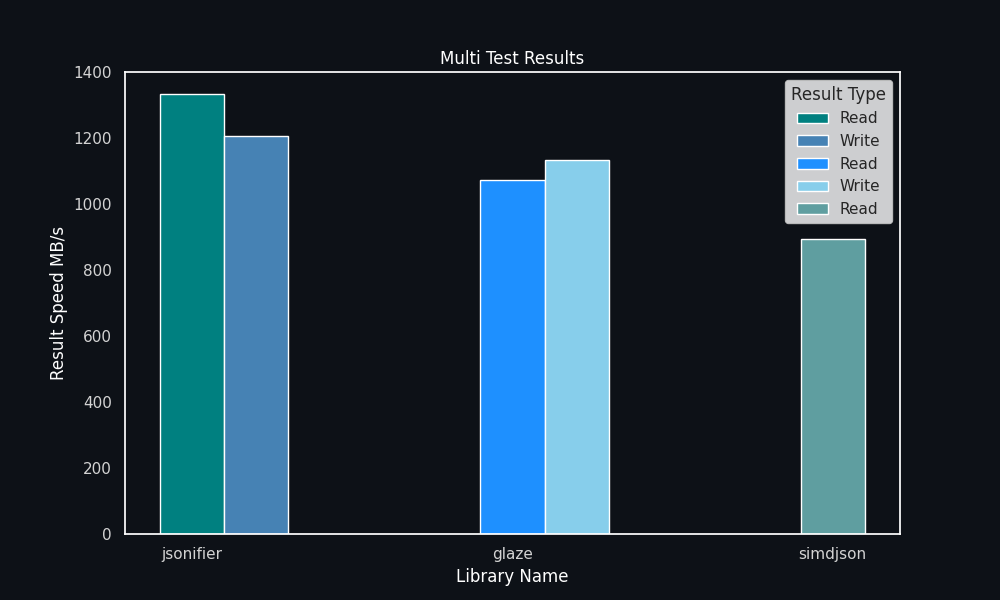 Multi Test Results
Result Speed MB/s
1400
1200
1000
800
600
400
200
0
Result Type
Read
Write
Read
Write
Read
jsonifier
glaze
simdjson
Library Name